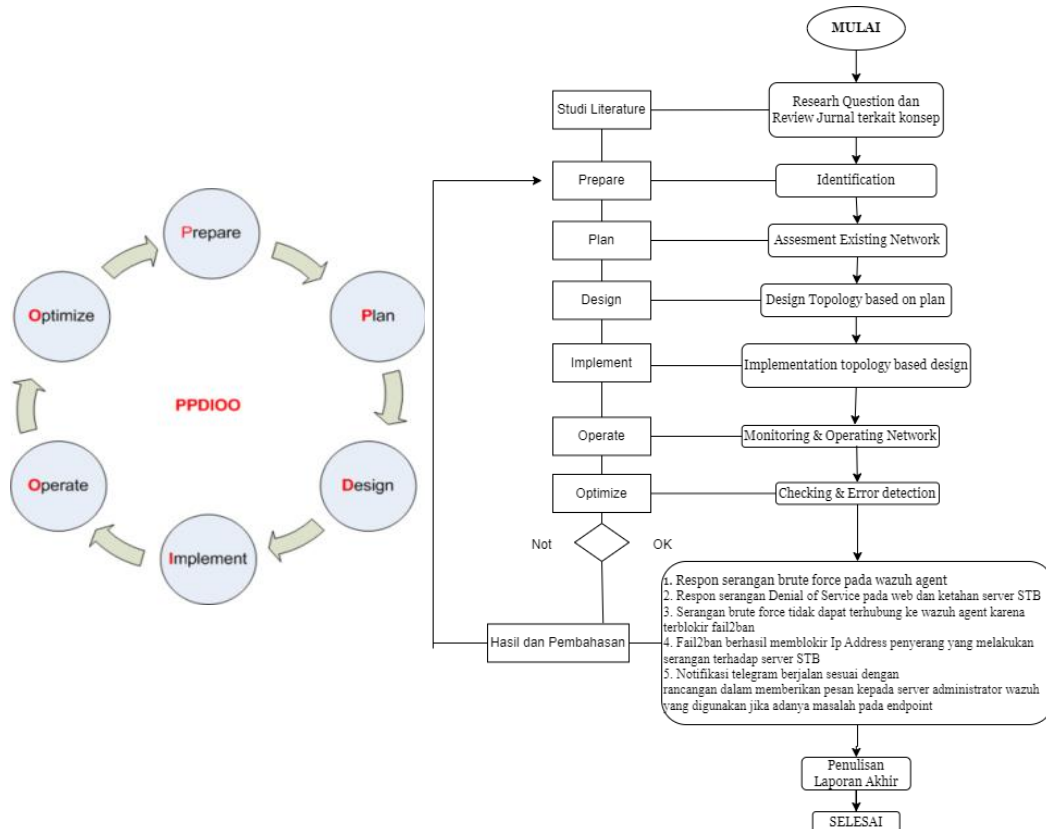 Prepare
Plan
Design
Implement
Operate
Optimize
PPDIOO
MULAI
Studi Literature
Researh Question dan
Review Jurnal terkait konsep
Prepare
Identification
Plan
Assesment Existing Network
Design
Design Topology based on plan
Implement
Implementation topology based design
Operate
Monitoring & Operating Network
Optimize
Checking & Error detection
Not
OK
Hasil dan Pembahasan
1. Respon serangan brute force pada wazuh agent
2. Respon serangan Denial of Service pada web dan ketahan server STB
3. Serangan brute force tidak dapat terhubung ke wazuh agent karena
terblokir fail2ban
4. Fail2ban berhasil memblokir Ip Address penyerang yang melakukan
serangan terhadap server STB
5. Notifikasi telegram berjalan sesuai dengan
rancangan dalam memberikan pesan kepada server administrator wazuh
yang digunakan jika adanya masalah pada endpoint
Penulisan
Laporan Akhir
SELESAI